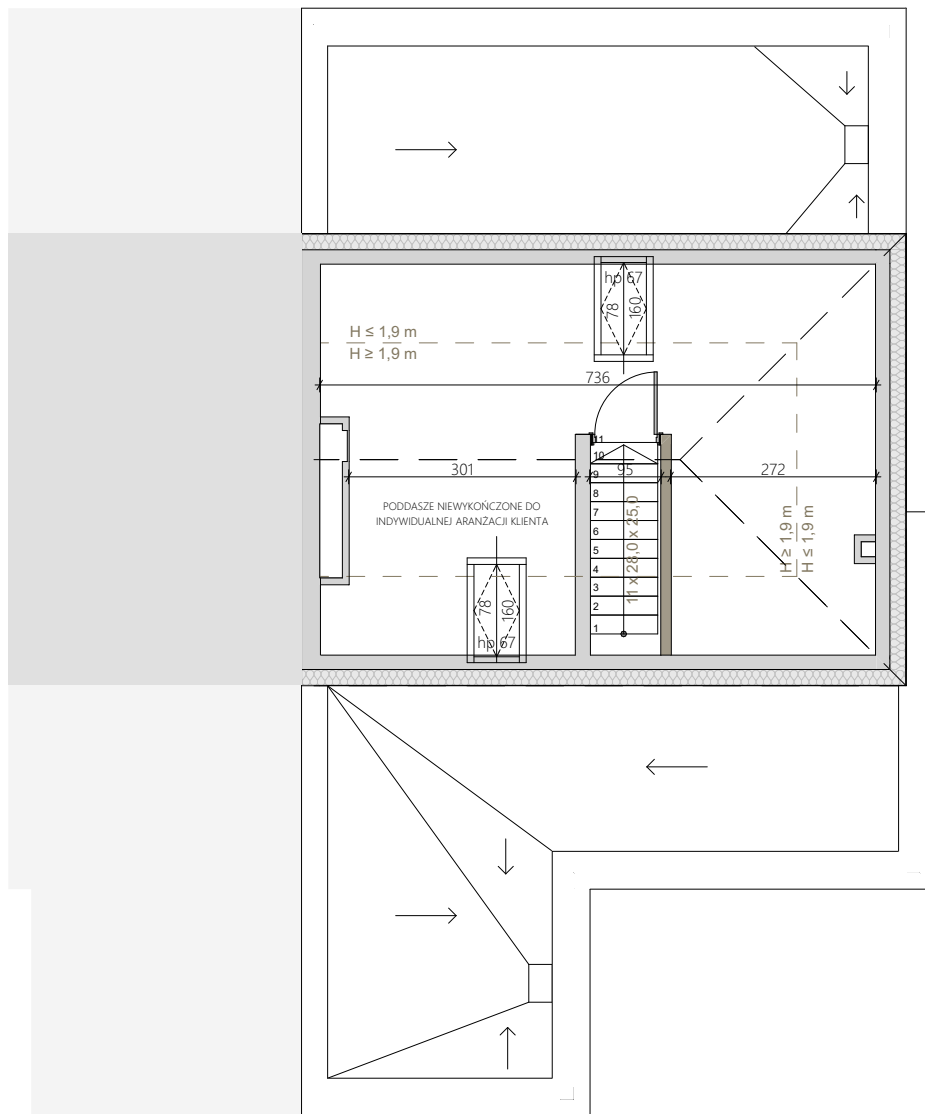 hp 67
78
160
H ≤ 1,9 m
H ≥ 1,9 m
736
301
95
272
11
10
9
8
7
6
5
4
3
2
1
11 x 28,0 x 25,0
PODDASZE NIEWYKOŃCZONE DO
INDYWIDUALNEJ ARANŻACJI KLIENTA
H ≥ 1,9 m
H ≤ 1,9 m
78
160
hp 67